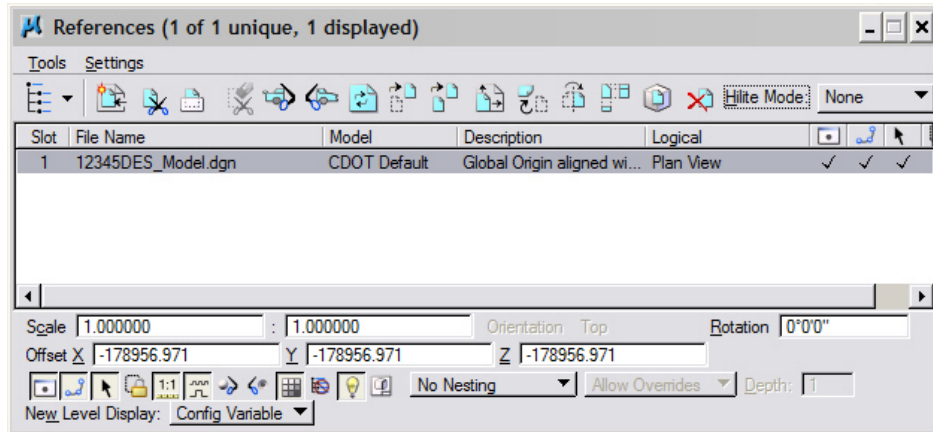 References (1 of 1 unique, 1 displayed)
Tools Settings
Hilite Mode: None
Slot File Name Model Description Logical
1 12345DES_Model.dgn CDOT Default Global Origin aligned wi... Plan View
Scale 1.000000 : 1.000000 Orientation Top Rotation 0°0'0"
Offset X -178956.971 Y -178956.971 Z -178956.971
1:1 No Nesting Allow Overrides Depth: 1
New Level Display: Config Variable